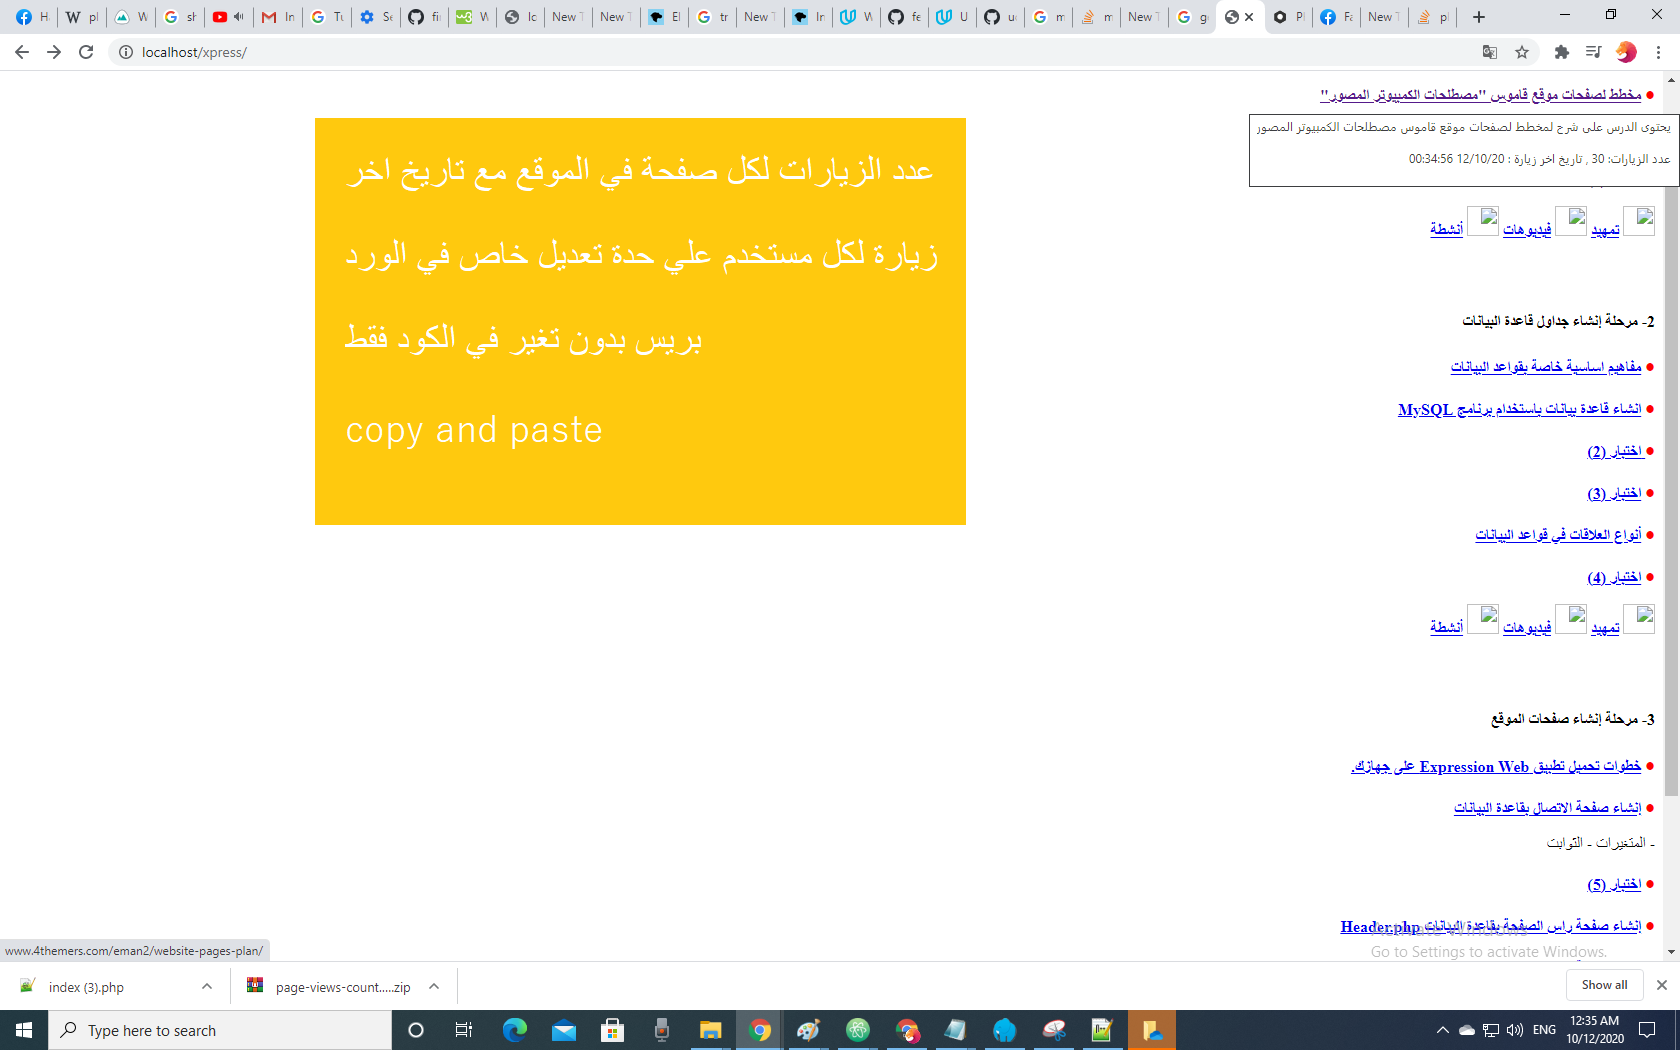 localhost/xpress/
مخطط لصفحات موقع قاموس "مصطلحات الكمبيوتر المصور"
يحتوى الدرس على شرح لمخطط لصفحات موقع قاموس مصطلحات الكمبيوتر المصور
عدد الزيارات: 30 , تاريخ اخر زيارة : 12/10/20 00:34:56
عدد الزيارات لكل صفحة في الموقع مع تاريخ اخر
زيارة لكل مستخدم علي حدة تعديل خاص في الورد
بريس بدون تغير في الكود فقط
copy and paste
تمهيد فيديوهات أنشطة
2- مرحلة إنشاء جداول قاعدة البيانات
مفاهيم اساسية خاصة بقواعد البيانات
انشاء قاعدة بيانات باستخدام برنامج MySQL
اختبار (2)
اختبار (3)
أنواع العلاقات في قواعد البيانات
اختبار (4)
تمهيد فيديوهات أنشطة
3- مرحلة إنشاء صفحات الموقع
خطوات تحميل تطبيق Expression Web على جهازك.
إنشاء صفحة الاتصال بقاعدة البيانات
- المتغيرات - الثوابت
اختبار (5)
إنشاء صفحة راس الصفحة بقاعدة البيانات Header.php
Activate Windows
Go to Settings to activate Windows.
www.4themers.com/eman2/website-pages-plan/
index (3).php
page-views-count.....zip
Show all
Type here to search
ENG
12:35 AM
10/12/2020